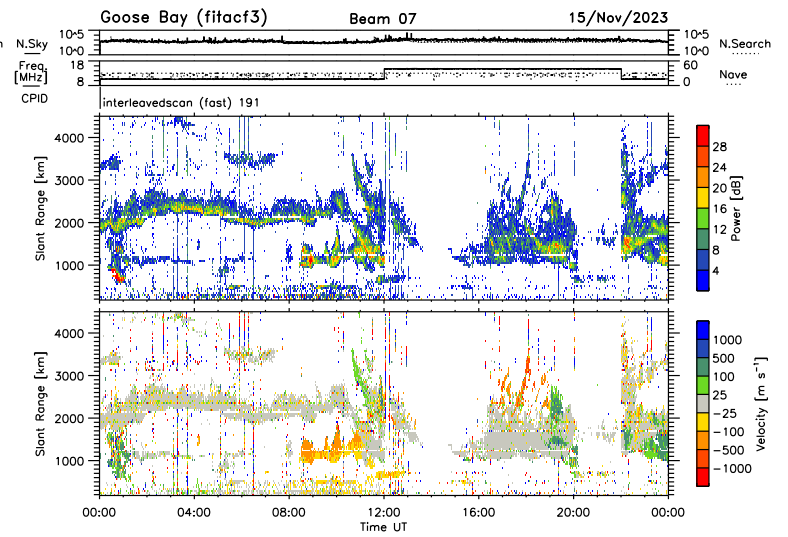 Goose Bay (fitacf3) Beam 07 15/Nov/2023
n N.Sky 10^5 10^5 N.Search
10^0 10^0
Freq. 18 60 Nave
[MHz] 8 0
CPID interleavedscan (fast) 191
4000
3000
2000
1000
Slant Range [km]
28
24
20
16
12
8
4
Power [dB]
4000
3000
2000
1000
Slant Range [km]
1000
500
100
25
-25
-100
-500
-1000
Velocity [m s⁻¹]
00:00 04:00 08:00 12:00 16:00 20:00 00:00
Time UT